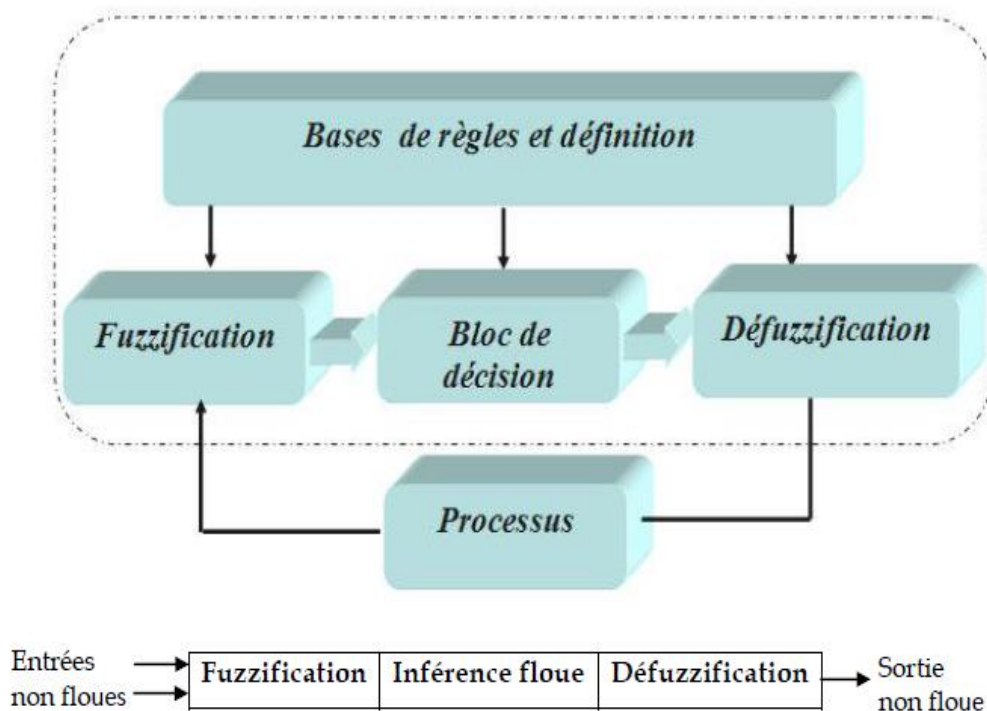 Bases de règles et définition
Fuzzification
Bloc de
décision
Défuzzification
Processus
Entrées
non floues
Fuzzification
Inférence floue
Défuzzification
Sortie
non floue